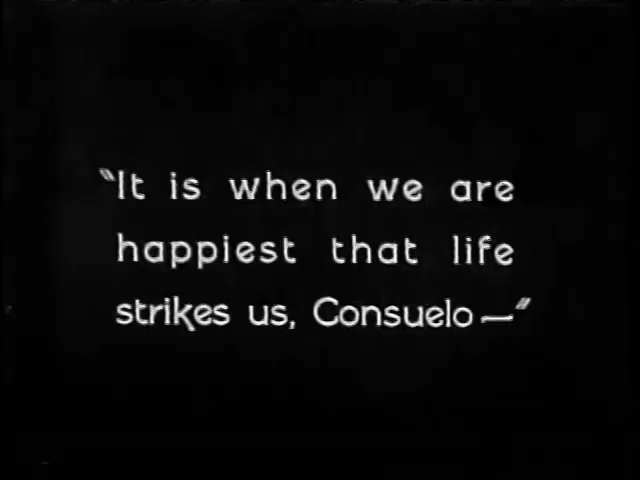 "It is when we are
happiest that life
strikes us, Consuelo—"